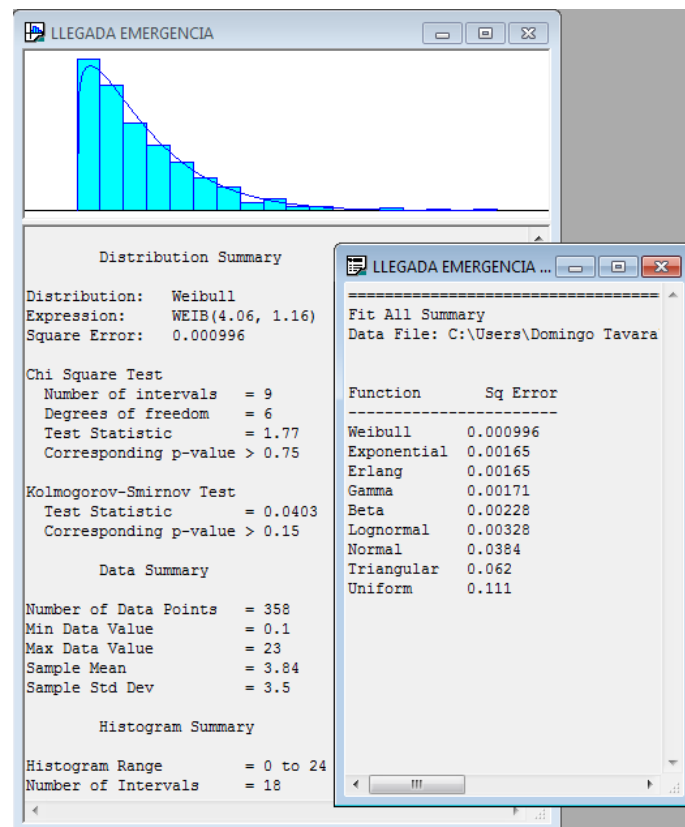 LLEGADA EMERGENCIA
Distribution Summary
Distribution: Weibull
Expression: WEIB(4.06, 1.16)
Square Error: 0.000996
Chi Square Test
Number of intervals = 9
Degrees of freedom = 6
Test Statistic = 1.77
Corresponding p-value > 0.75
Kolmogorov-Smirnov Test
Test Statistic = 0.0403
Corresponding p-value > 0.15
Data Summary
Number of Data Points = 358
Min Data Value = 0.1
Max Data Value = 23
Sample Mean = 3.84
Sample Std Dev = 3.5
Histogram Summary
Histogram Range = 0 to 24
Number of Intervals = 18
LLEGADA EMERGENCIA ...
====================================
Fit All Summary
Data File: C:\Users\Domingo Tavara
Function Sq Error
-----------------------
Weibull 0.000996
Exponential 0.00165
Erlang 0.00165
Gamma 0.00171
Beta 0.00228
Lognormal 0.00328
Normal 0.0384
Triangular 0.062
Uniform 0.111